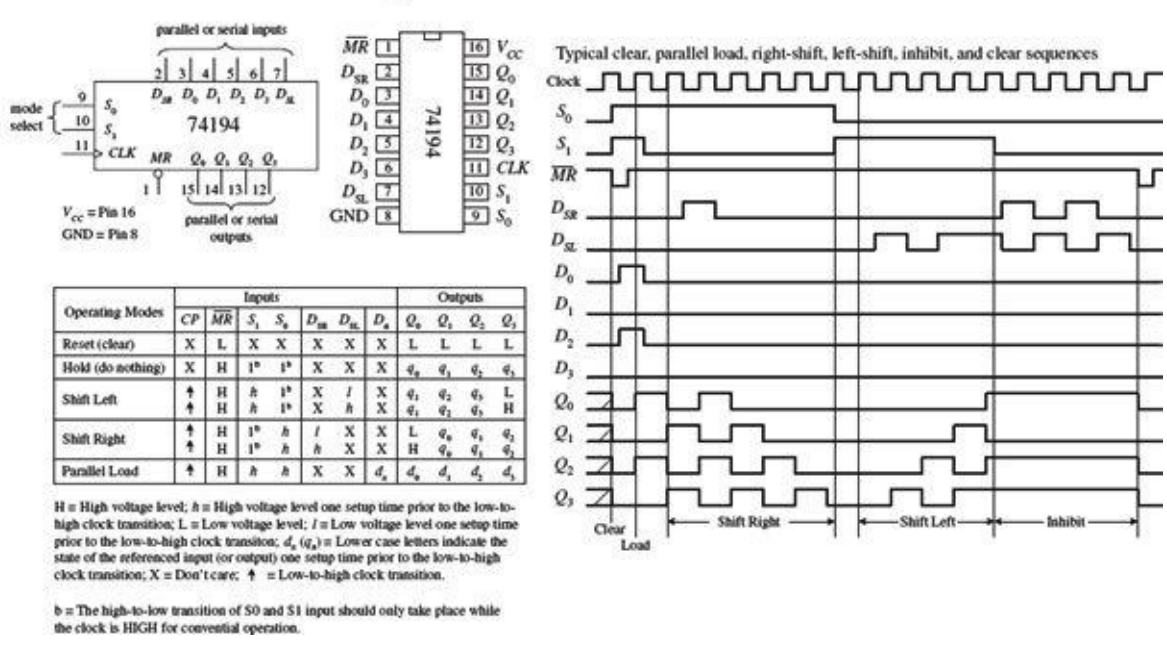 parallel or serial inputs
2 3 4 5 6 7
D_SR D_0 D_1 D_2 D_3 D_SL
mode select
9 S_0
10 S_1
11 CLK
74194
MR Q_0 Q_1 Q_2 Q_3
1 15 14 13 12
V_CC = Pin 16
GND = Pin 8
parallel or serial
outputs
MR 1 16 V_CC
D_SR 2 15 Q_0
D_0 3 14 Q_1
D_1 4 13 Q_2
D_2 5 12 Q_3
D_3 6 11 CLK
D_SL 7 10 S_1
GND 8 9 S_0
74194
Operating Modes Inputs Outputs
CP MR S_1 S_0 D_SR D_SL D_n Q_0 Q_1 Q_2 Q_3
Reset (clear) X L X X X X X L L L L
Hold (do nothing) X H l^b l^b X X X q_0 q_1 q_2 q_3
Shift Left ↑ H h l^b X l X q_1 q_2 q_3 L
↑ H h l^b X h X q_1 q_2 q_3 H
Shift Right ↑ H l^b h l X X L q_0 q_1 q_2
↑ H l^b h h X X H q_0 q_1 q_2
Parallel Load ↑ H h h X X d_n d_0 d_1 d_2 d_3
H = High voltage level; h = High voltage level one setup time prior to the low-to-
high clock transition; L = Low voltage level; l = Low voltage level one setup time
prior to the low-to-high clock transiton; d_n (q_n) = Lower case letters indicate the
state of the referenced input (or output) one setup time prior to the low-to-high
clock transition; X = Don't care; ↑ = Low-to-high clock transition.
b = The high-to-low transition of S0 and S1 input should only take place while
the clock is HIGH for convential operation.
Typical clear, parallel load, right-shift, left-shift, inhibit, and clear sequences
Clock
S_0
S_1
MR
D_SR
D_SL
D_0
D_1
D_2
D_3
Q_0
Q_1
Q_2
Q_3
Clear
Load
Shift Right
Shift Left
Inhibit